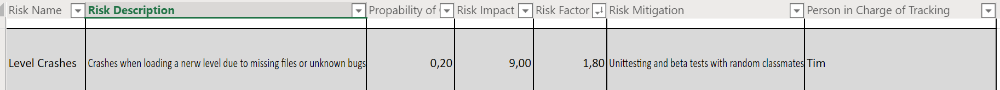 Risk Name Risk Description Propability of Risk Impact Risk Factor Risk Mitigation Person in Charge of Tracking
Level Crashes Crashes when loading a nerw level due to missing files or unknown bugs 0,20 9,00 1,80 Unittesting and beta tests with random classmates Tim